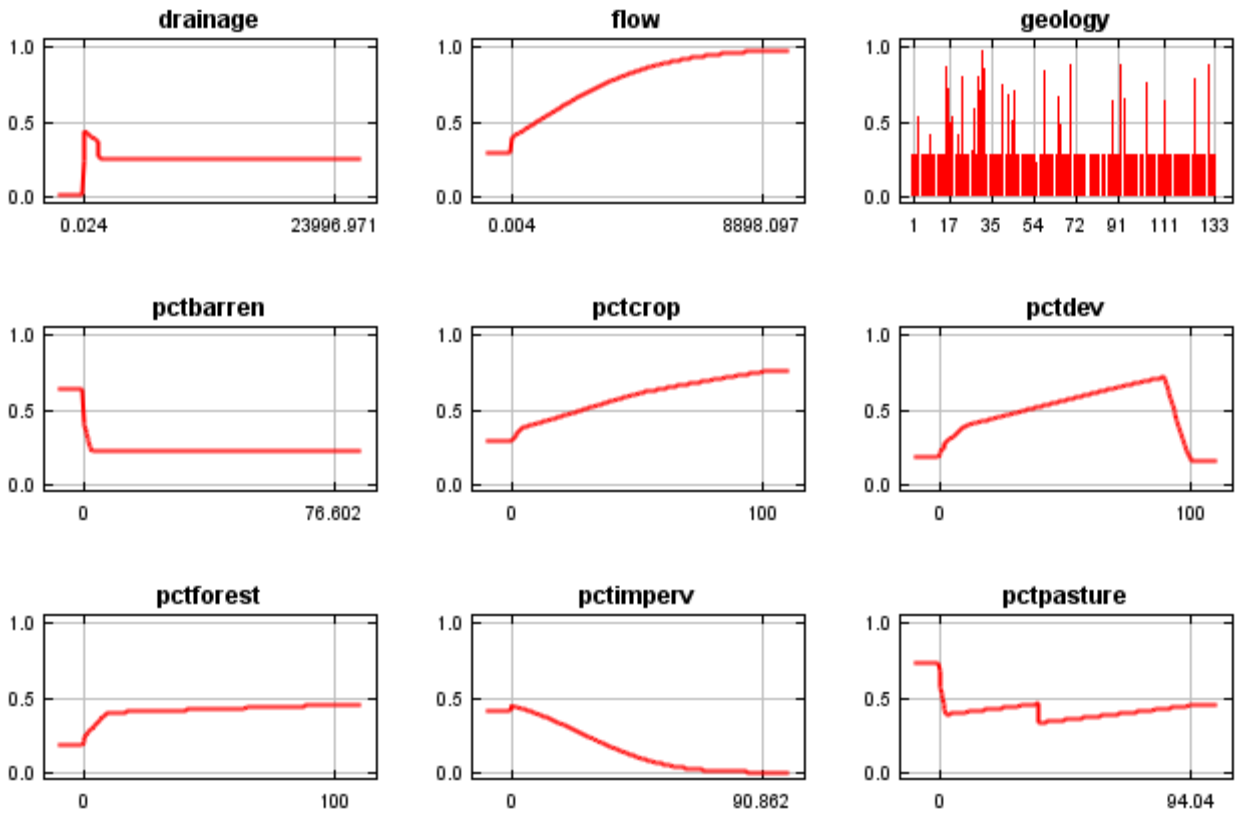 drainage flow geology
1.0 1.0 1.0
0.5 0.5 0.5
0.0 0.0 0.0
0.024 23996.971 0.004 8898.097 1 17 35 54 72 91 111 133
pctbarren pctcrop pctdev
1.0 1.0 1.0
0.5 0.5 0.5
0.0 0.0 0.0
0 76.602 0 100 0 100
pctforest pctimperv pctpasture
1.0 1.0 1.0
0.5 0.5 0.5
0.0 0.0 0.0
0 100 0 90.862 0 94.04